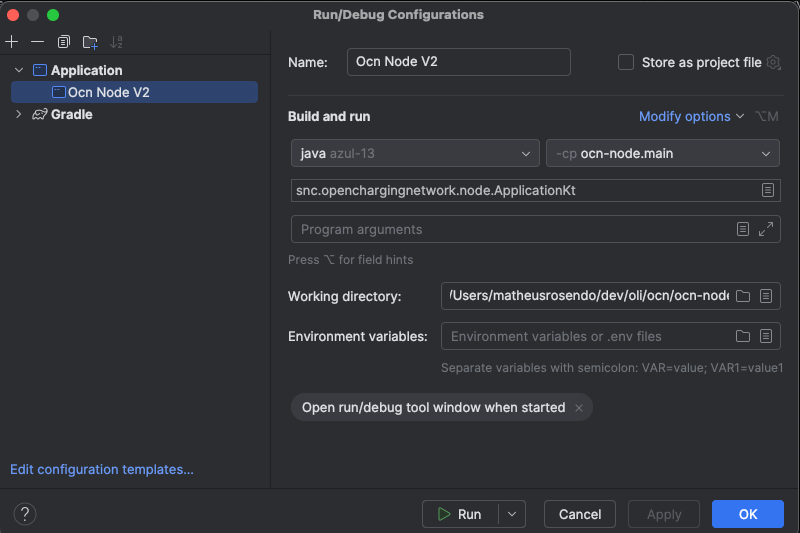 Run/Debug Configurations
Application
Ocn Node V2
Gradle
Edit configuration templates...
Name: Ocn Node V2 Store as project file
Build and run Modify options ⌥M
java azul-13 -cp ocn-node.main
snc.openchargingnetwork.node.ApplicationKt
Program arguments
Press ⌥ for field hints
Working directory: /Users/matheusrosendo/dev/oli/ocn/ocn-node
Environment variables: Environment variables or .env files
Separate variables with semicolon: VAR=value; VAR1=value1
Open run/debug tool window when started ×
? Run Cancel Apply OK